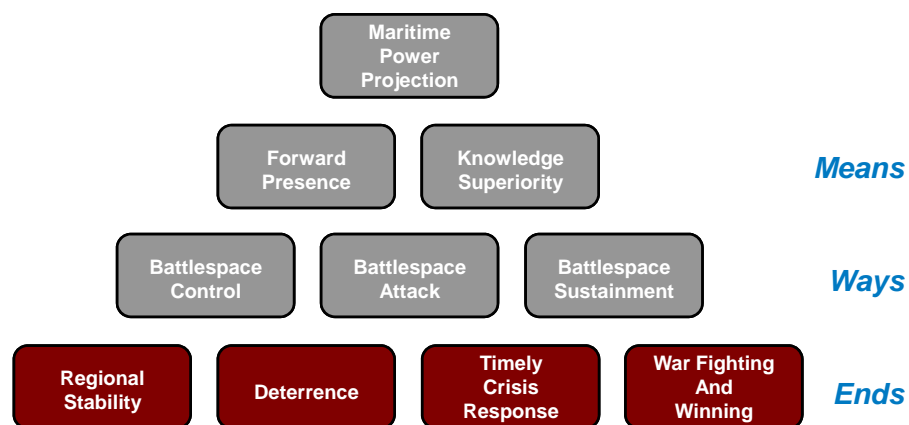 Maritime
Power
Projection
Forward
Presence
Knowledge
Superiority
Means
Battlespace
Control
Battlespace
Attack
Battlespace
Sustainment
Ways
Regional
Stability
Deterrence
Timely
Crisis
Response
War Fighting
And
Winning
Ends